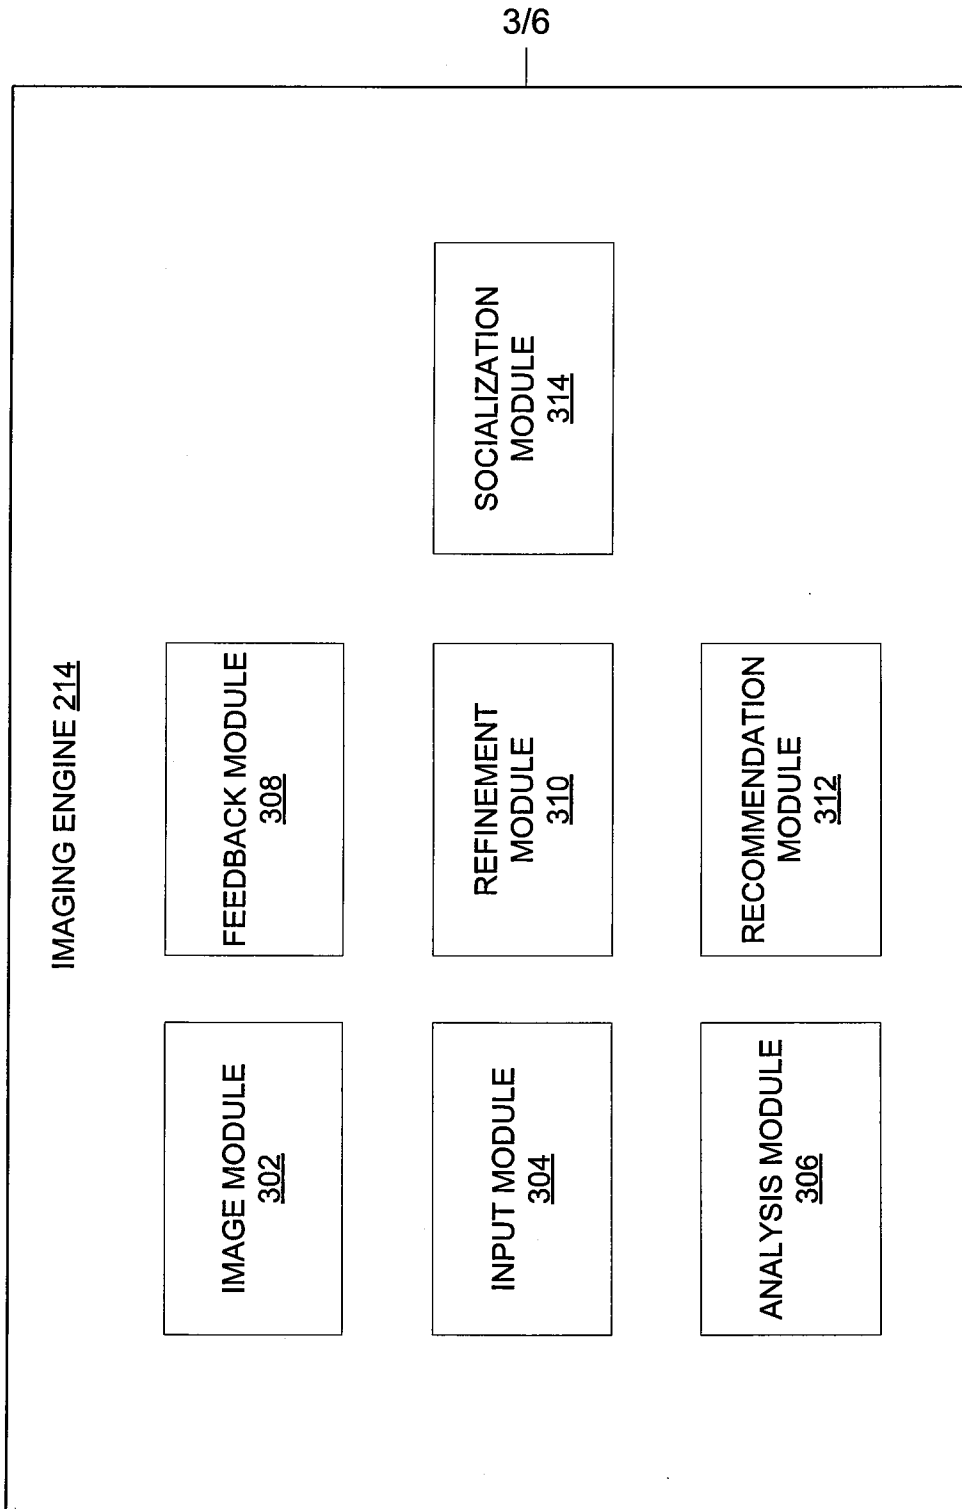 3/6
IMAGING ENGINE 214
IMAGE MODULE
302
FEEDBACK MODULE
308
INPUT MODULE
304
REFINEMENT
MODULE
310
SOCIALIZATION
MODULE
314
ANALYSIS MODULE
306
RECOMMENDATION
MODULE
312